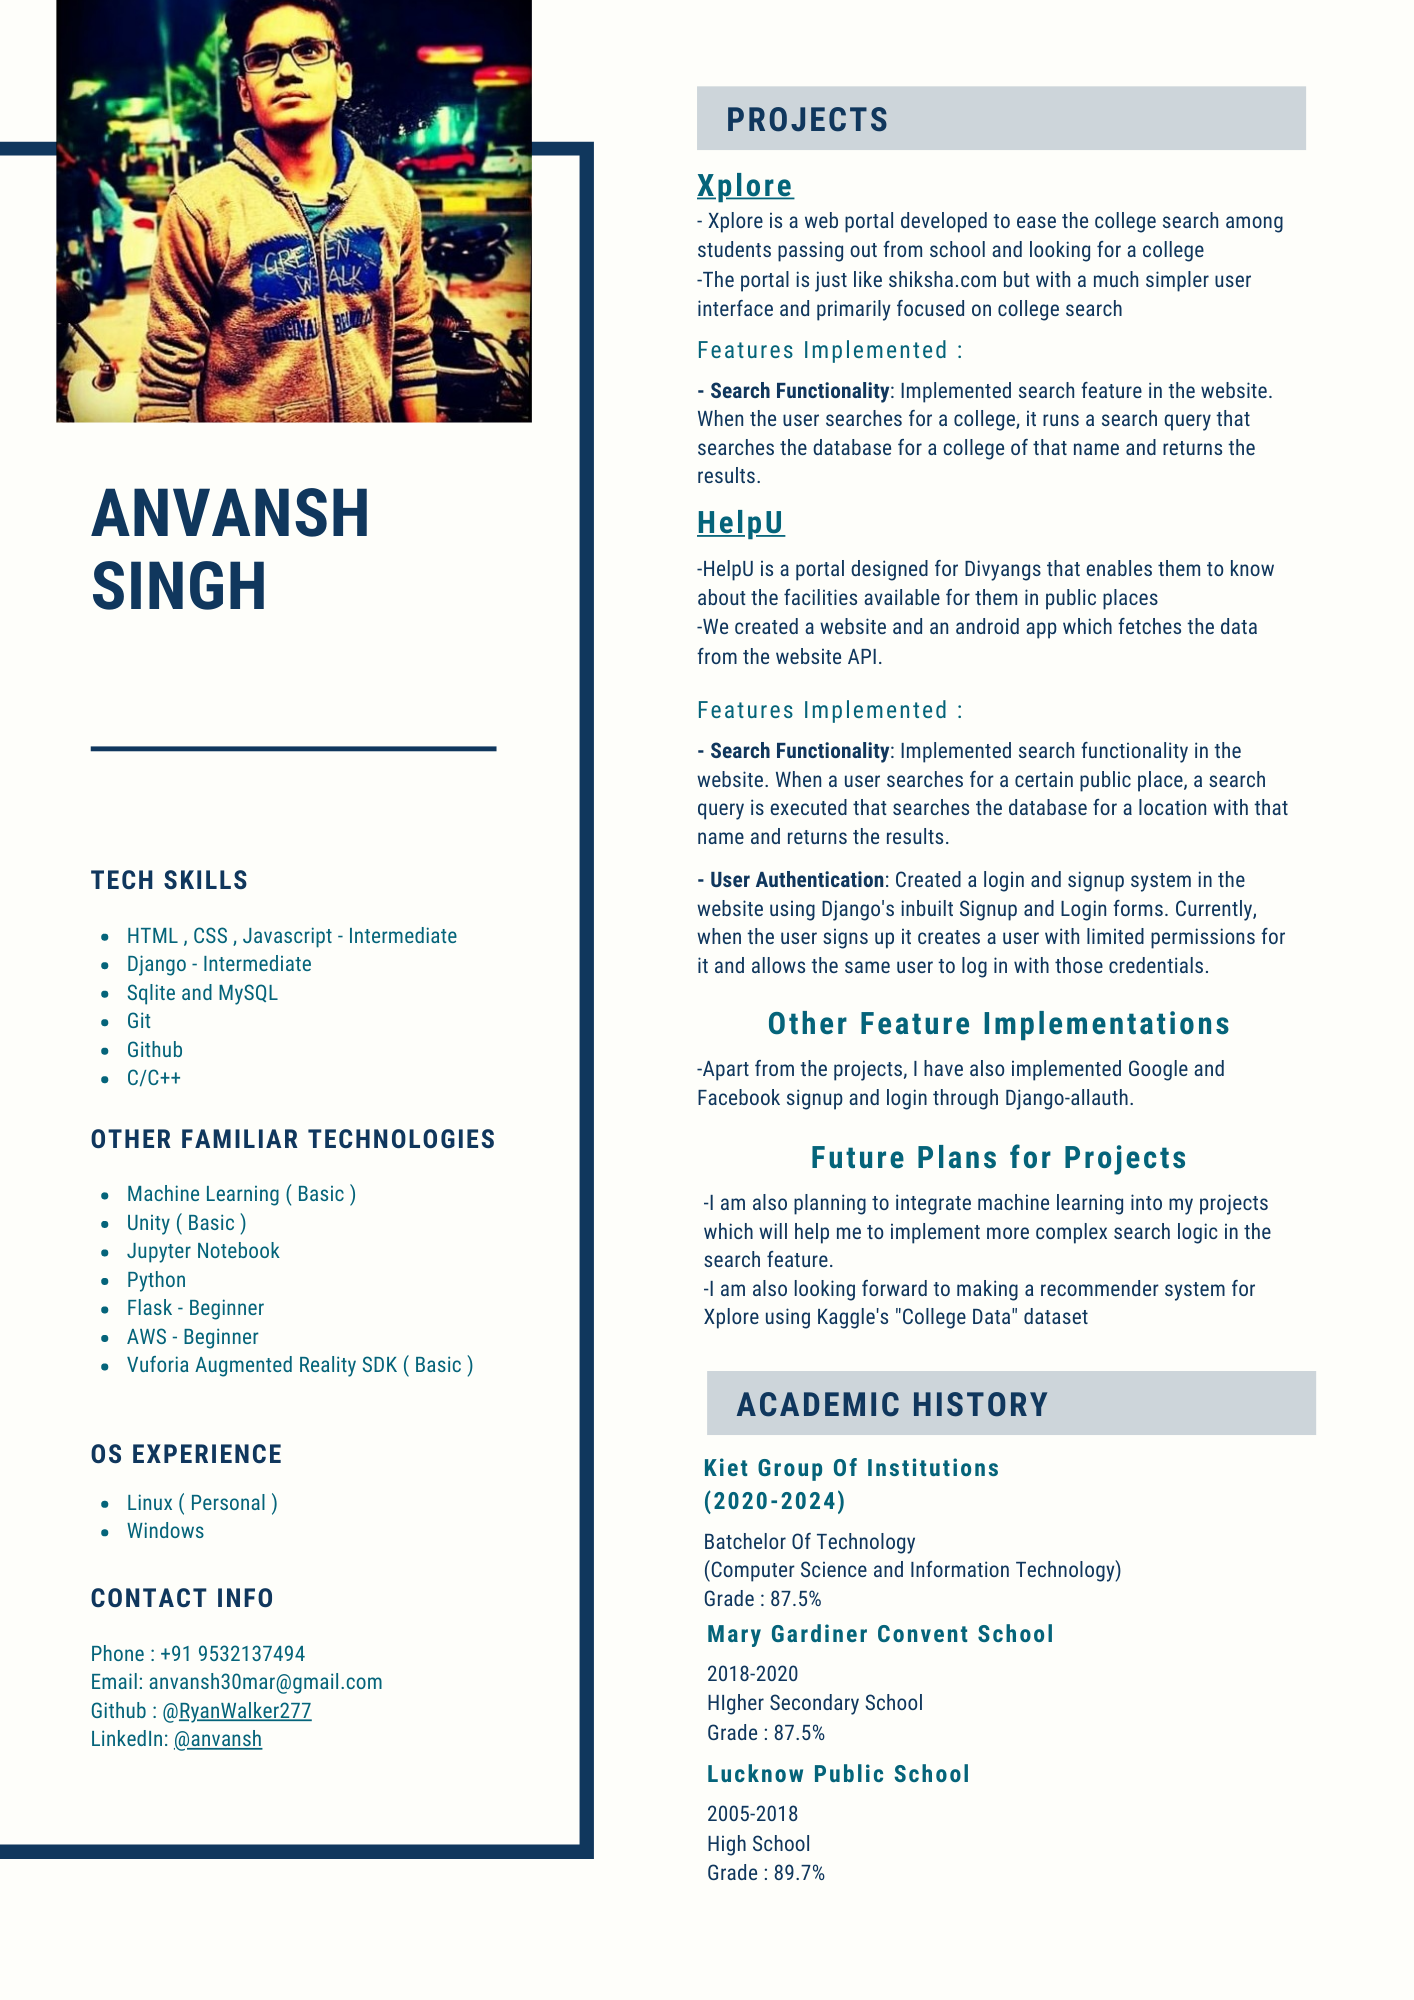 GREEN
WALK
ORIGINAL
ANVANSH
SINGH
TECH SKILLS
HTML , CSS , Javascript - Intermediate
Django - Intermediate
Sqlite and MySQL
Git
Github
C/C++
OTHER FAMILIAR TECHNOLOGIES
Machine Learning ( Basic )
Unity ( Basic )
Jupyter Notebook
Python
Flask - Beginner
AWS - Beginner
Vuforia Augmented Reality SDK ( Basic )
OS EXPERIENCE
Linux ( Personal )
Windows
CONTACT INFO
Phone : +91 9532137494
Email: anvansh30mar@gmail.com
Github : @RyanWalker277
LinkedIn: @anvansh
PROJECTS
Xplore
- Xplore is a web portal developed to ease the college search among
students passing out from school and looking for a college
-The portal is just like shiksha.com but with a much simpler user
interface and primarily focused on college search
Features Implemented :
- Search Functionality: Implemented search feature in the website.
When the user searches for a college, it runs a search query that
searches the database for a college of that name and returns the
results.
HelpU
-HelpU is a portal designed for Divyangs that enables them to know
about the facilities available for them in public places
-We created a website and an android app which fetches the data
from the website API.
Features Implemented :
- Search Functionality: Implemented search functionality in the
website. When a user searches for a certain public place, a search
query is executed that searches the database for a location with that
name and returns the results.
- User Authentication: Created a login and signup system in the
website using Django's inbuilt Signup and Login forms. Currently,
when the user signs up it creates a user with limited permissions for
it and allows the same user to log in with those credentials.
Other Feature Implementations
-Apart from the projects, I have also implemented Google and
Facebook signup and login through Django-allauth.
Future Plans for Projects
-I am also planning to integrate machine learning into my projects
which will help me to implement more complex search logic in the
search feature.
-I am also looking forward to making a recommender system for
Xplore using Kaggle's "College Data" dataset
ACADEMIC HISTORY
Kiet Group Of Institutions
(2020-2024)
Batchelor Of Technology
(Computer Science and Information Technology)
Grade : 87.5%
Mary Gardiner Convent School
2018-2020
HIgher Secondary School
Grade : 87.5%
Lucknow Public School
2005-2018
High School
Grade : 89.7%